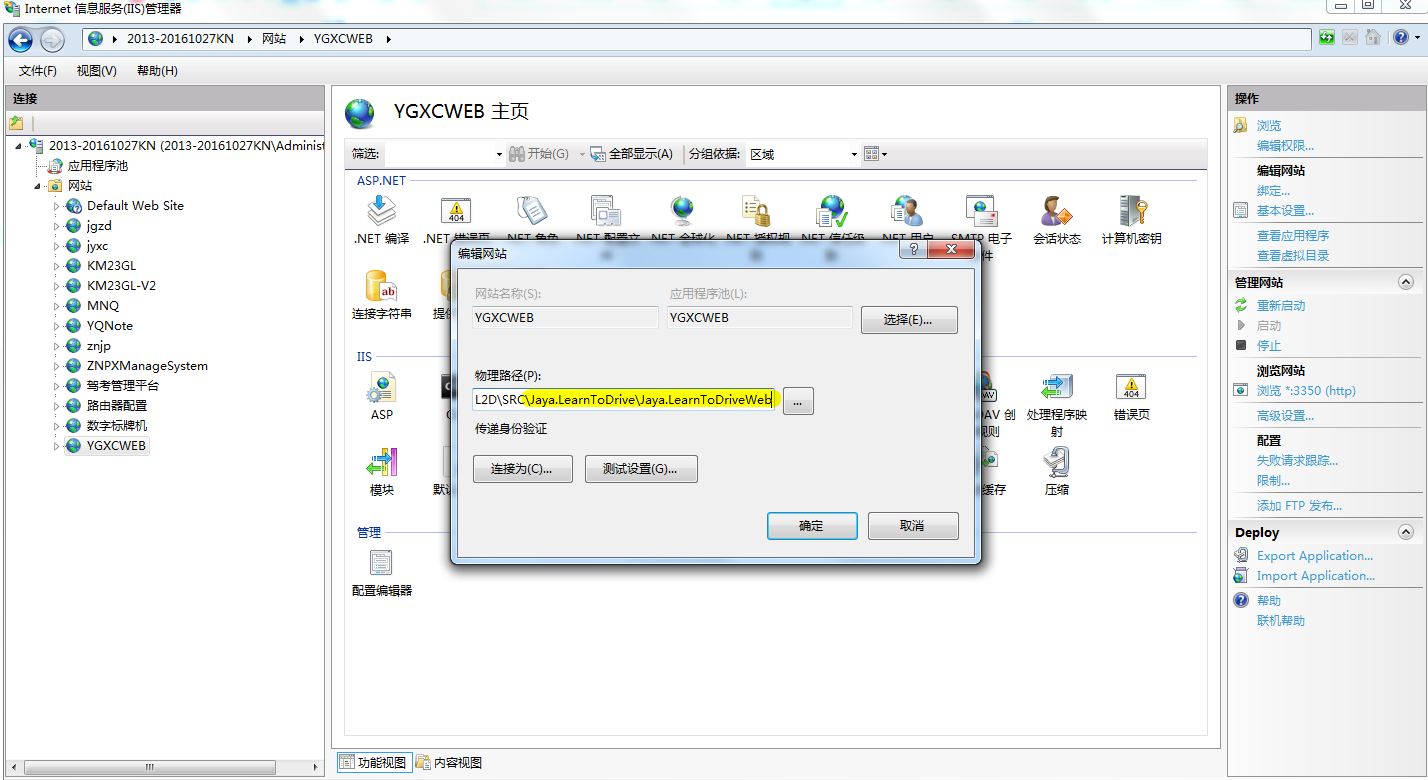 Internet 信息服务(IIS)管理器
2013-20161027KN 网站 YGXCWEB
文件(F) 视图(V) 帮助(H)
连接
2013-20161027KN (2013-20161027KN\Administ
应用程序池
网站
Default Web Site
jgzd
jyxc
KM23GL
KM23GL-V2
MNQ
YQNote
znjp
ZNPXManageSystem
驾考管理平台
路由器配置
数字标牌机
YGXCWEB
YGXCWEB 主页
筛选: 开始(G) 全部显示(A) 分组依据: 区域
ASP.NET
.NET 编译 .NET 错误页 .NET 角色 .NET 配置文 .NET 全球化 .NET 授权规 .NET 信任级 .NET 用户 SMTP 电子 会话状态 计算机密钥
件
连接字符串 提供
IIS
ASP
DAV 创 处理程序映 错误页
规则 射
模块 默认 缓存 压缩
管理
配置编辑器
编辑网站
网站名称(S): 应用程序池(L):
YGXCWEB YGXCWEB 选择(E)...
物理路径(P):
L2D\SRC\Jaya.LearnToDrive\Jaya.LearnToDriveWeb ...
传递身份验证
连接为(C)... 测试设置(G)...
确定 取消
功能视图 内容视图
操作
浏览
编辑权限...
编辑网站
绑定...
基本设置...
查看应用程序
查看虚拟目录
管理网站
重新启动
启动
停止
浏览网站
浏览 *:3350 (http)
高级设置...
配置
失败请求跟踪...
限制...
添加 FTP 发布...
Deploy
Export Application...
Import Application...
帮助
联机帮助